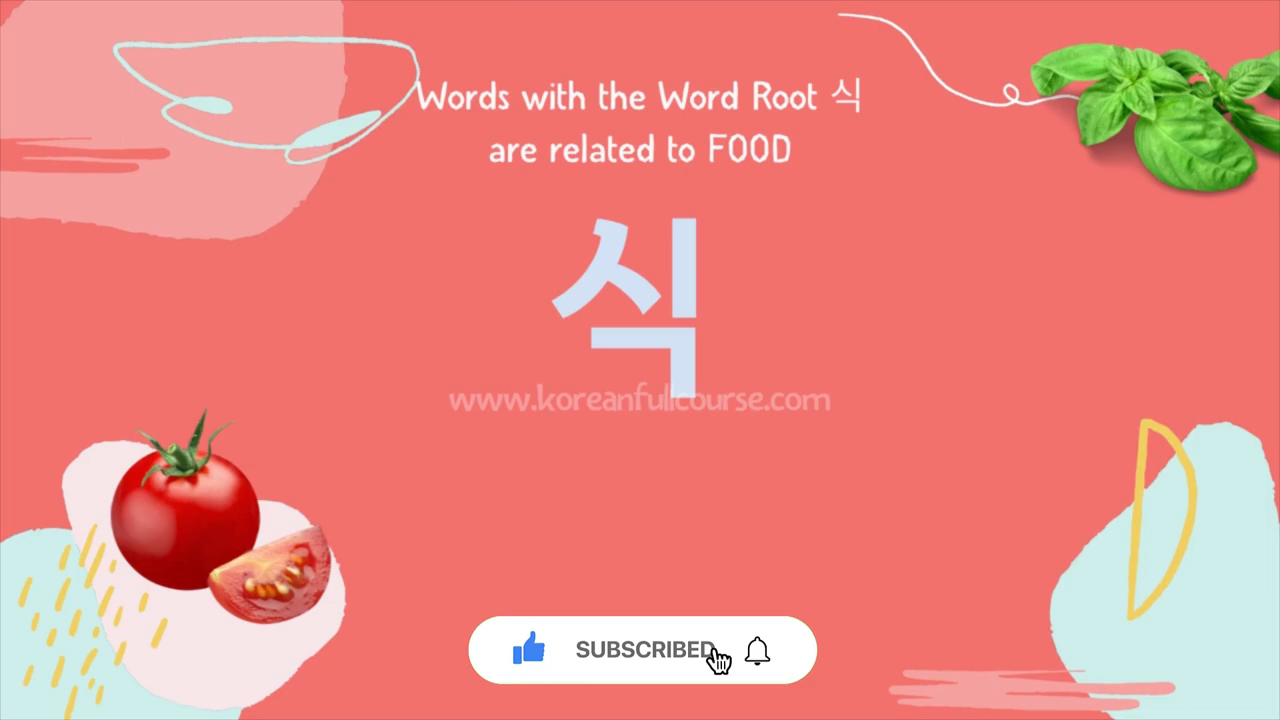 Words with the Word Root 식
are related to FOOD
식
www.koreanfullcourse.com
SUBSCRIBED